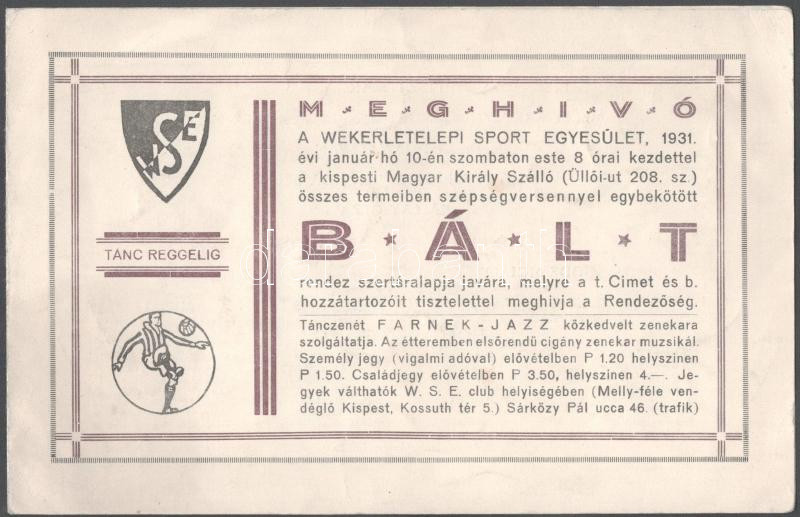 WSE
TÁNC REGGELIG
MEGHIVÓ
A WEKERLETELEPI SPORT EGYESÜLET, 1931.
évi január hó 10-én szombaton este 8 órai kezdettel
a kispesti Magyar Király Szálló (Üllői-ut 208. sz.)
összes termeiben szépségversennyel egybekötött
BÁLT
rendez szertáralapja javára, melyre a t. Cimet és b.
hozzátartozóit tisztelettel meghivja a Rendezőség.
Tánczenét FARNEK-JAZZ közkedvelt zenekara
szolgáltatja. Az étteremben elsőrendű cigány zenekar muzsikál.
Személy jegy (vigalmi adóval) elővételben P 1.20 helyszinen
P 1.50. Családjegy elővételben P 3.50, helyszinen 4.—. Je-
gyek válthatók W. S. E. club helyiségében (Melly-féle ven-
déglő Kispest, Kossuth tér 5.) Sárközy Pál ucca 46. (trafik)
darabanth